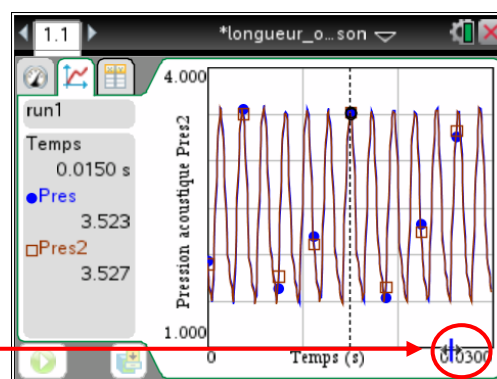 1.1
*longueur_o…son
run1
Temps
0.0150 s
Pres
3.523
Pres2
3.527
4.000
Pression acoustique Pres2
1.000
0
Temps (s)
0.0300